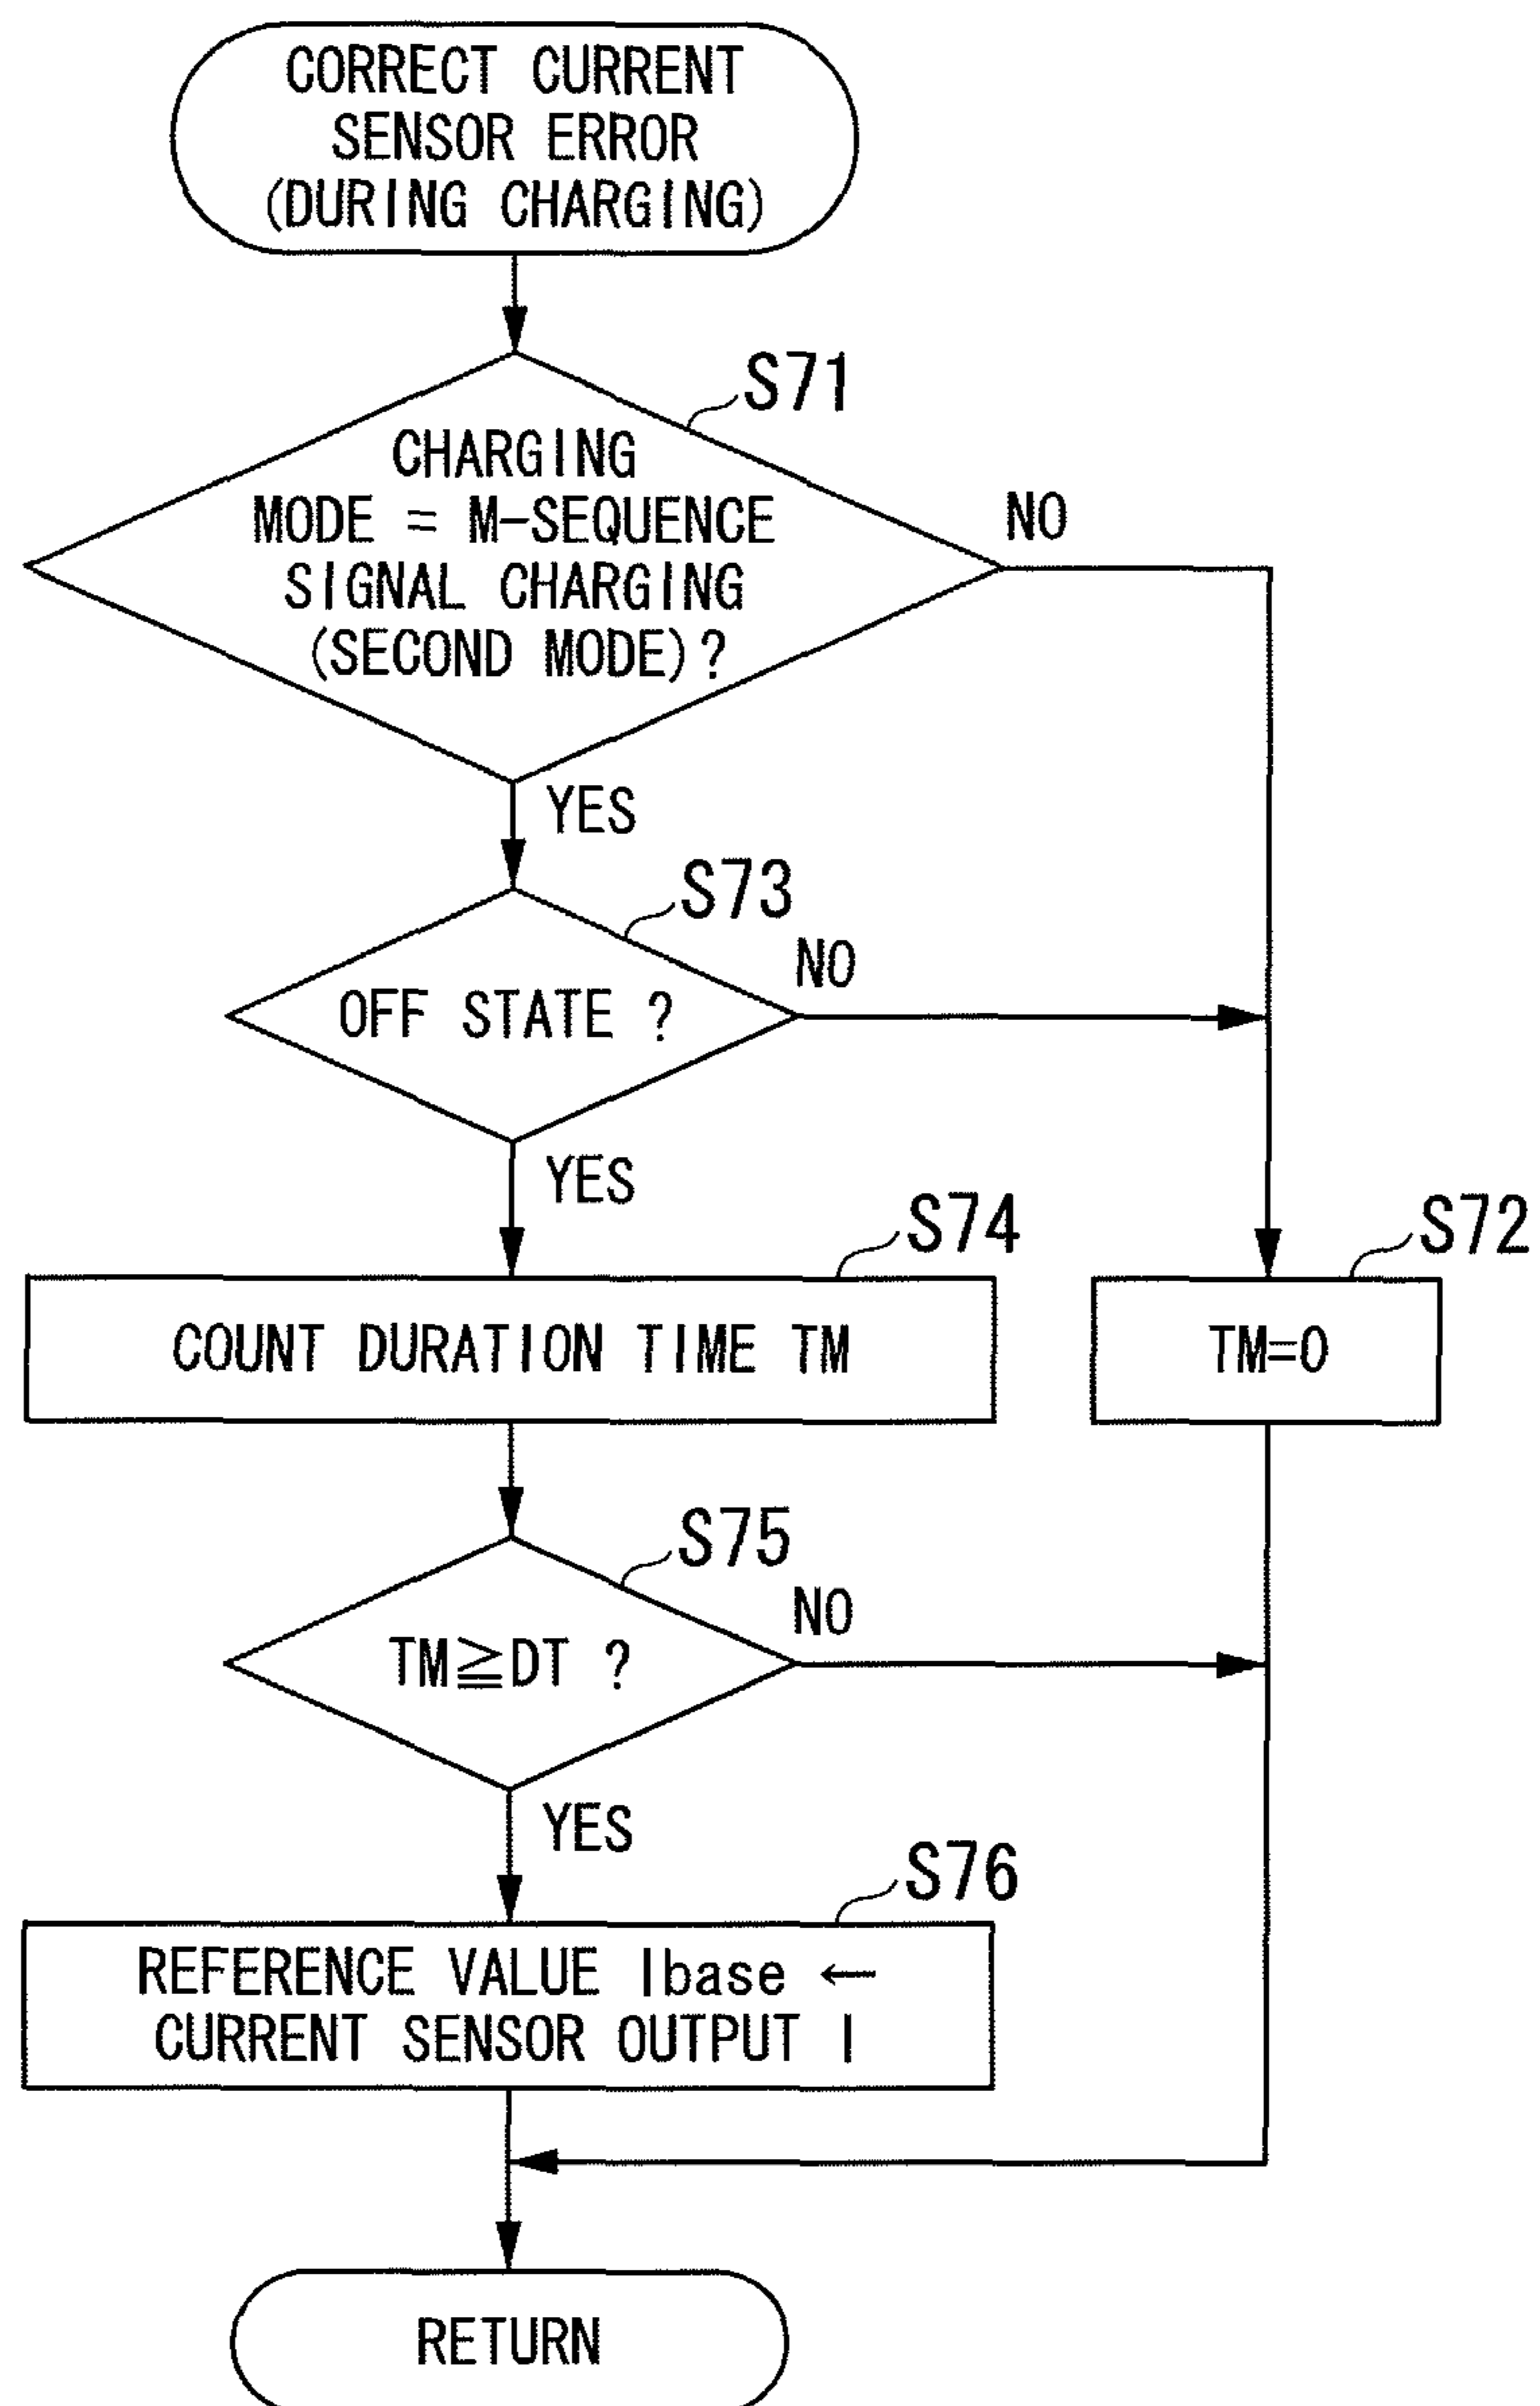 CORRECT CURRENT
SENSOR ERROR
(DURING CHARGING)
S71
CHARGING
MODE = M-SEQUENCE
SIGNAL CHARGING
(SECOND MODE)?
NO
YES
S73
NO
OFF STATE ?
YES
S74
S72
COUNT DURATION TIME TM
TM=0
S75
NO
TM≧DT ?
YES
S76
REFERENCE VALUE Ibase ←
CURRENT SENSOR OUTPUT I
RETURN